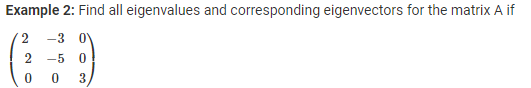 Example 2: Find all eigenvalues and corresponding eigenvectors for the matrix A if
2 -3 0
2 -5 0
0 0 3